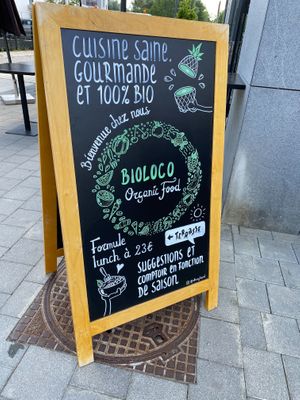 CUISINE SAINE,
GOURMANDE
ET 100% BIO
Bienvenue chez nous
BIOLOCO
Organic Food
← TERRASSE
Formule
lunch à 23€
SUGGESTIONS ET
COMPTOIR EN FONCTION
DE SAISON